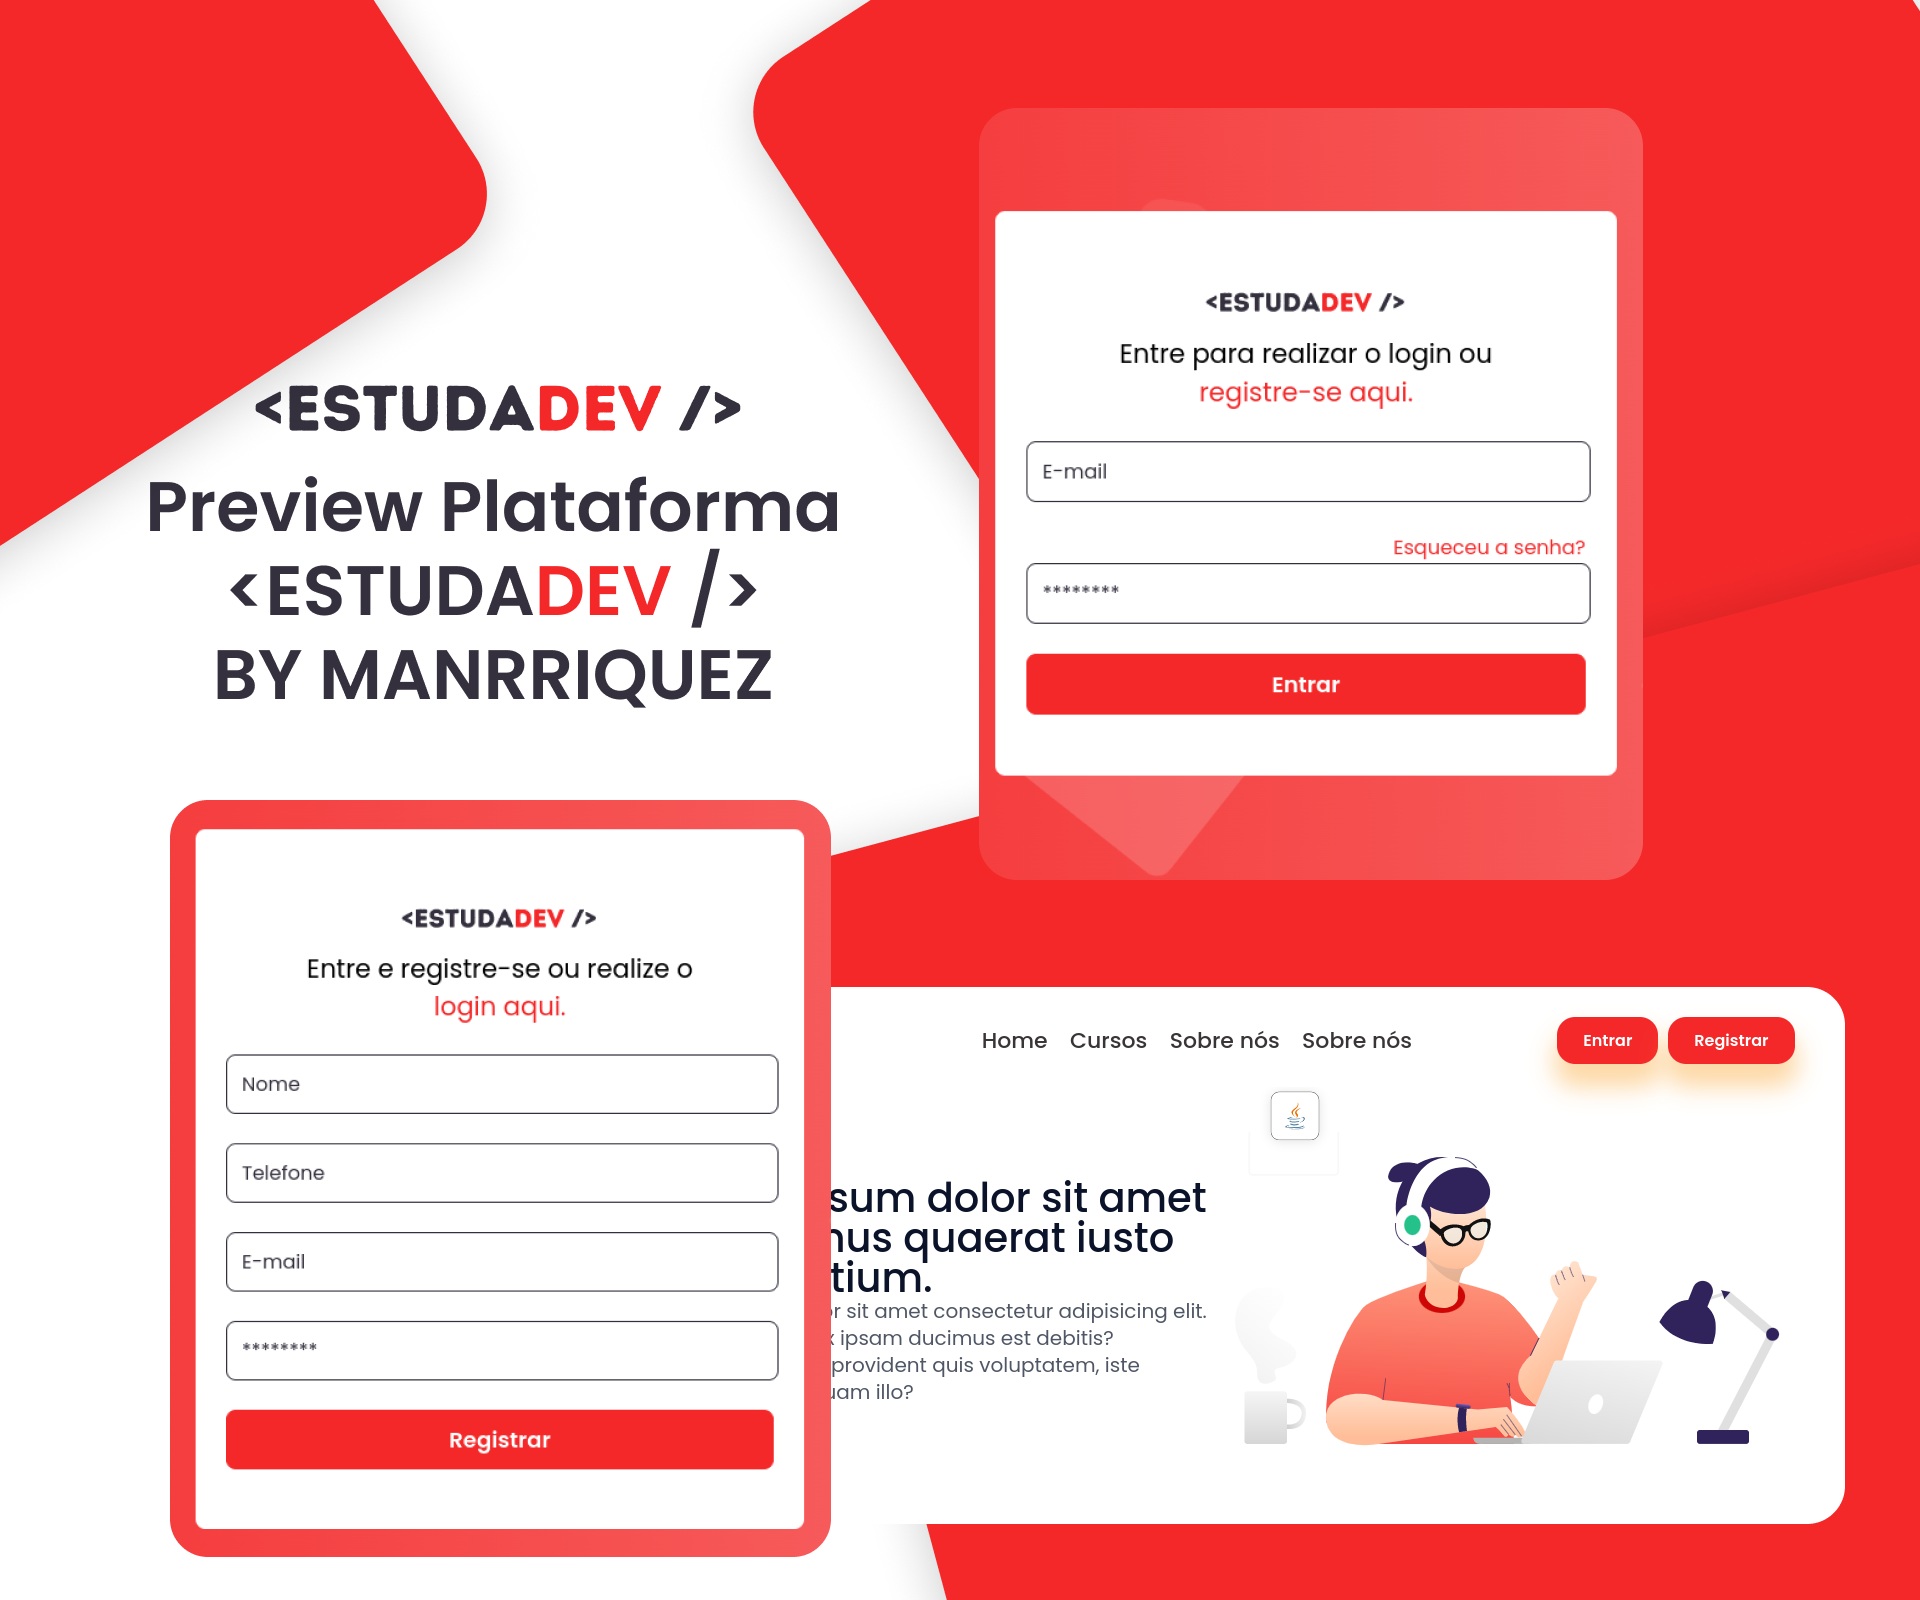 <ESTUDADEV />
Preview Plataforma
<ESTUDADEV />
BY MANRRIQUEZ
<ESTUDADEV />
Entre para realizar o login ou
registre-se aqui.
E-mail
Esqueceu a senha?
********
Entrar
<ESTUDADEV />
Entre e registre-se ou realize o
login aqui.
Nome
Telefone
E-mail
********
Registrar
Home Cursos Sobre nós Sobre nós Entrar Registrar
sum dolor sit amet
quaerat iusto
tium.
sit amet consectetur adipisicing elit.
ipsam ducimus est debitis?
provident quis voluptatem, iste
illo?